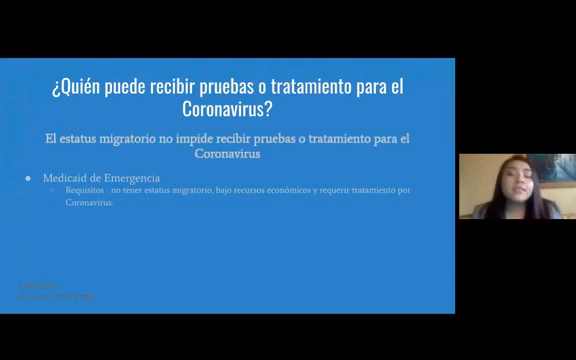 ¿Quién puede recibir pruebas o tratamiento para el
Coronavirus?
El estatus migratorio no impide recibir pruebas o tratamiento para el
Coronavirus
● Medicaid de Emergencia
○ Requisitos - no tener estatus migratorio, bajo recursos económicos y requerir tratamiento por
Coronavirus.
CARECEN